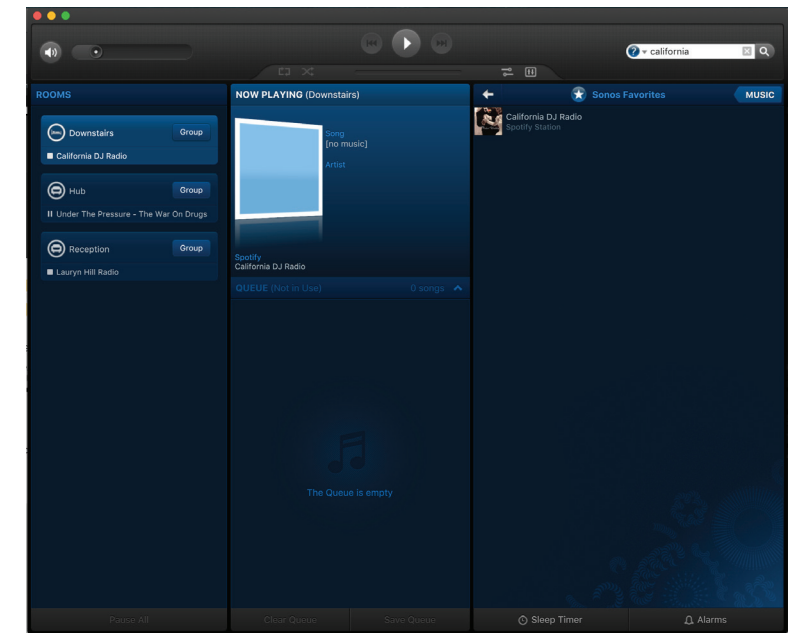 california
ROOMS
Downstairs
Group
California DJ Radio
Hub
Group
Under The Pressure - The War On Drugs
Reception
Group
Lauryn Hill Radio
Pause All
NOW PLAYING (Downstairs)
Song
[no music]
Artist
Spotify
California DJ Radio
QUEUE (Not in Use)
0 songs
The Queue is empty
Clear Queue
Save Queue
Sonos Favorites
MUSIC
California DJ Radio
Spotify Station
Sleep Timer
Alarms